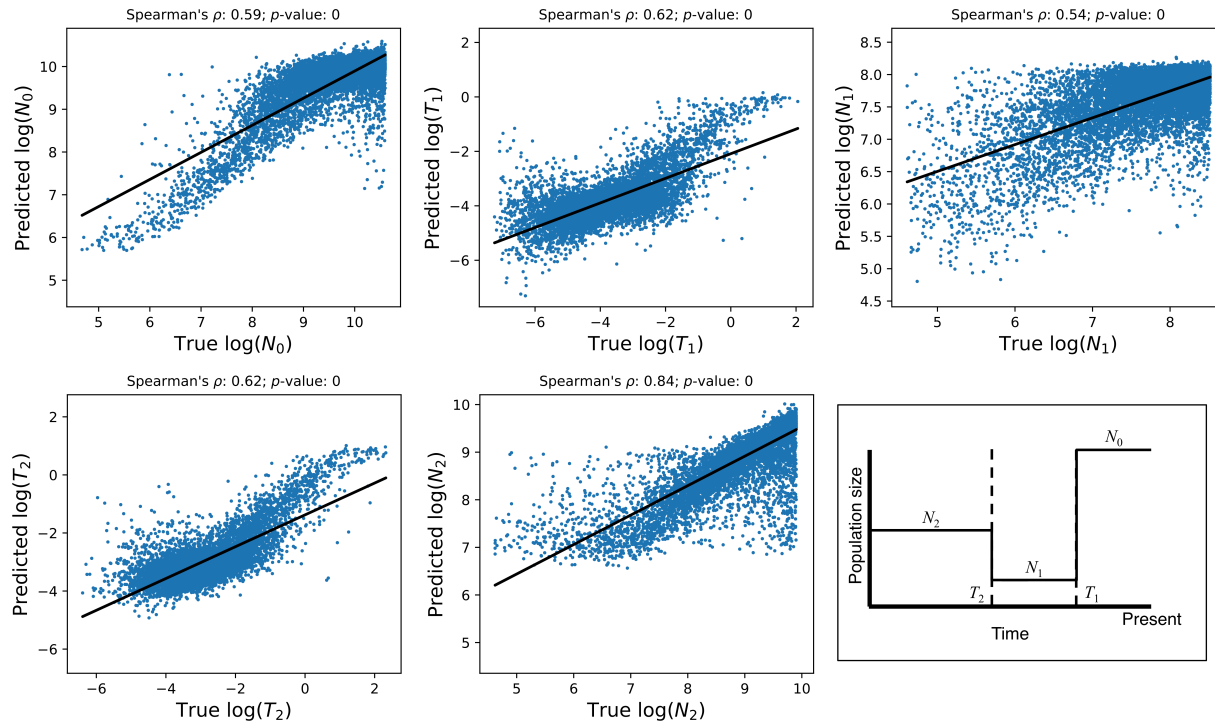 Spearman's ρ: 0.59; p-value: 0
Predicted log(N₀)
10
9
8
7
6
5
5 6 7 8 9 10
True log(N₀)
Spearman's ρ: 0.62; p-value: 0
Predicted log(T₁)
2
0
−2
−4
−6
−6 −4 −2 0 2
True log(T₁)
Spearman's ρ: 0.54; p-value: 0
Predicted log(N₁)
8.5
8.0
7.5
7.0
6.5
6.0
5.5
5.0
4.5
5 6 7 8
True log(N₁)
Spearman's ρ: 0.62; p-value: 0
Predicted log(T₂)
2
0
−2
−4
−6
−6 −4 −2 0 2
True log(T₂)
Spearman's ρ: 0.84; p-value: 0
Predicted log(N₂)
10
9
8
7
6
5
5 6 7 8 9 10
True log(N₂)
Population size
N₀
N₂
N₁
T₂ T₁
Present
Time